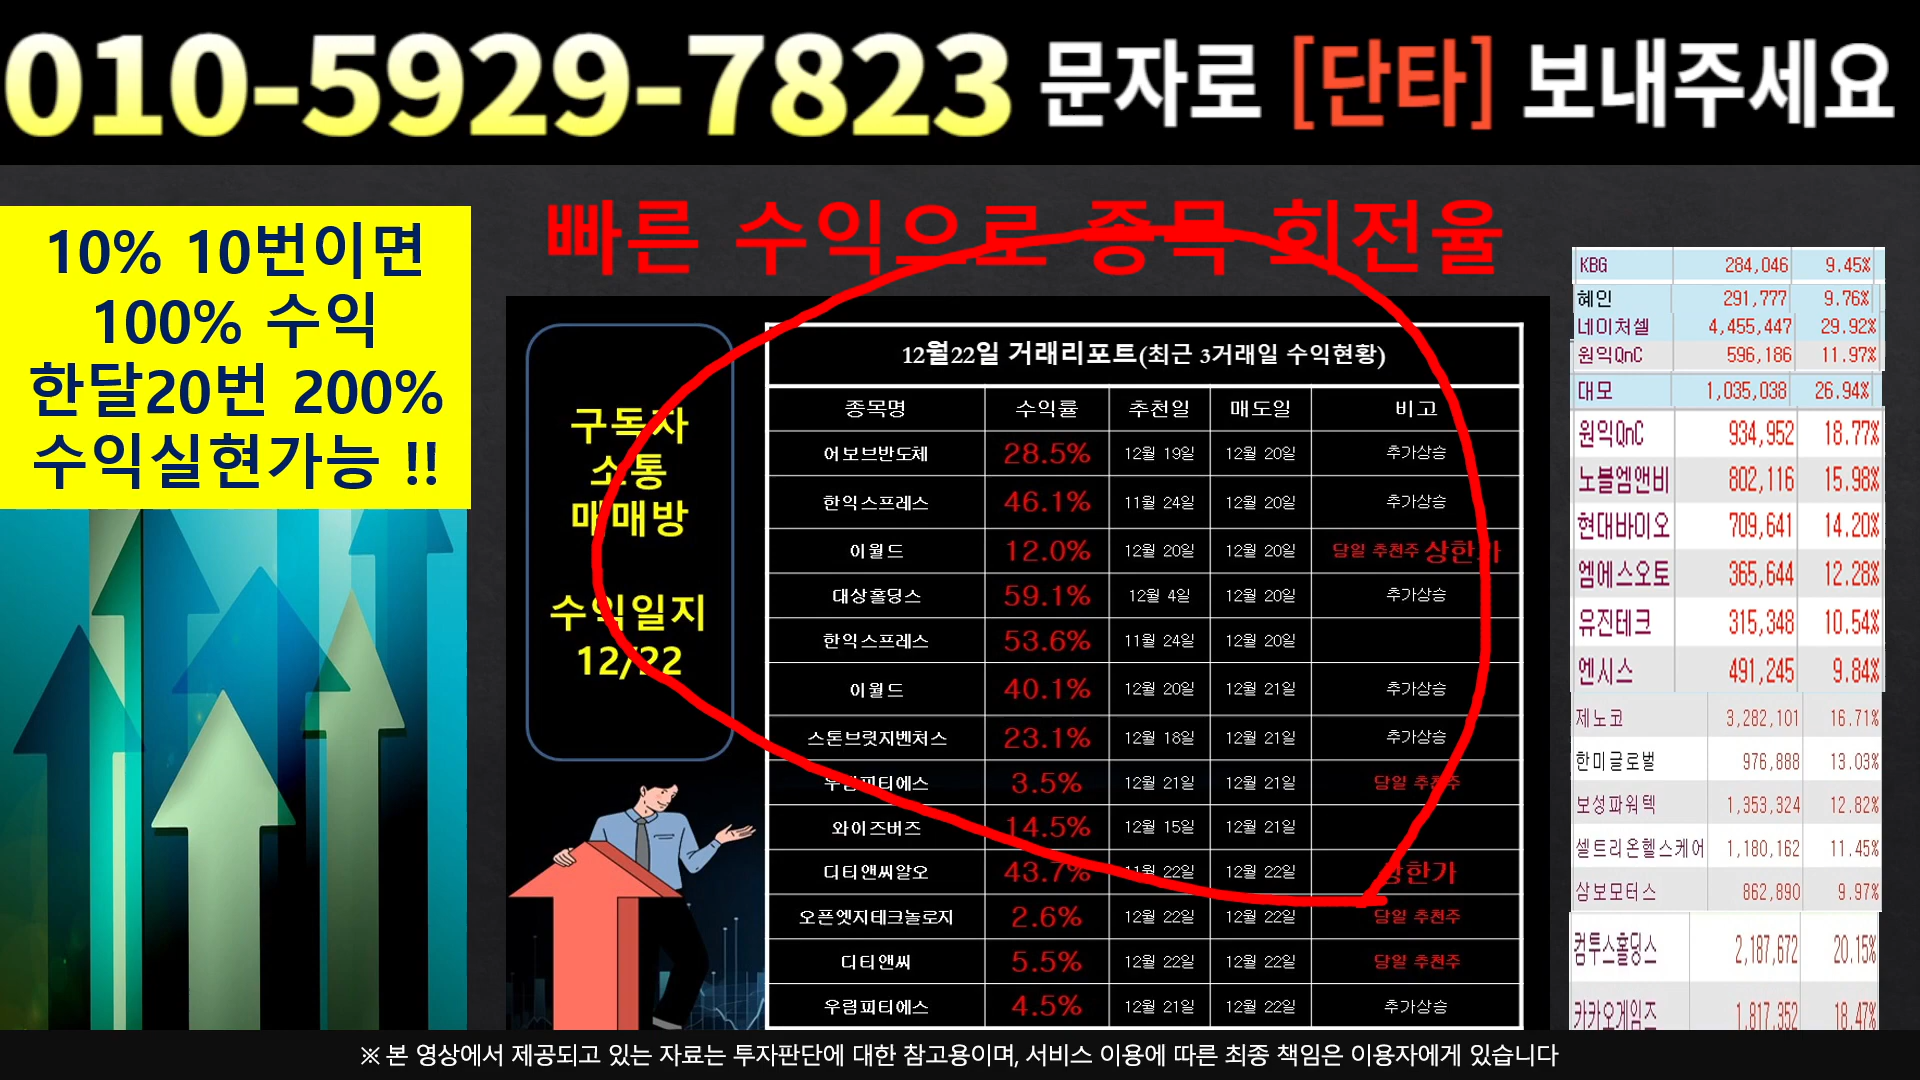 010-5929-7823 문자로 [단타] 보내주세요
10% 10번이면
100% 수익
한달20번 200%
수익실현가능 !!
빠른 수익으로 종목 회전율
구독자
소통
매매방
수익일지
12/22
12월22일 거래리포트(최근 3거래일 수익현황)
종목명 수익률 추천일 매도일 비고
어보브반도체 28.5% 12월 19일 12월 20일 추가상승
한익스프레스 46.1% 11월 24일 12월 20일 추가상승
이월드 12.0% 12월 20일 12월 20일 당일 추천주 상한가
대상홀딩스 59.1% 12월 4일 12월 20일 추가상승
한익스프레스 53.6% 11월 24일 12월 20일
이월드 40.1% 12월 20일 12월 21일 추가상승
스톤브릿지벤처스 23.1% 12월 18일 12월 21일 추가상승
우림피티에스 3.5% 12월 21일 12월 21일 당일 추천주
와이즈버즈 14.5% 12월 15일 12월 21일
디티앤씨알오 43.7% 11월 22일 12월 22일 상한가
오픈엣지테크놀로지 2.6% 12월 22일 12월 22일 당일 추천주
디티앤씨 5.5% 12월 22일 12월 22일 당일 추천주
우림피티에스 4.5% 12월 21일 12월 22일 추가상승
KBG 284,046 9.45%
혜인 291,777 9.76%
네이처셀 4,455,447 29.92%
원익QnC 596,186 11.97%
대모 1,035,038 26.94%
원익QnC 934,952 18.77%
노블엠앤비 802,116 15.98%
현대바이오 709,641 14.20%
엠에스오토 365,644 12.28%
유진테크 315,348 10.54%
엔시스 491,245 9.84%
제노코 3,282,101 16.71%
한미글로벌 976,888 13.03%
보성파워텍 1,353,324 12.82%
셀트리온헬스케어 1,180,162 11.45%
삼보모터스 862,890 9.97%
컴투스홀딩스 2,187,672 20.15%
카카오게임즈 1,817,352 18.47%
※ 본 영상에서 제공되고 있는 자료는 투자판단에 대한 참고용이며, 서비스 이용에 따른 최종 책임은 이용자에게 있습니다